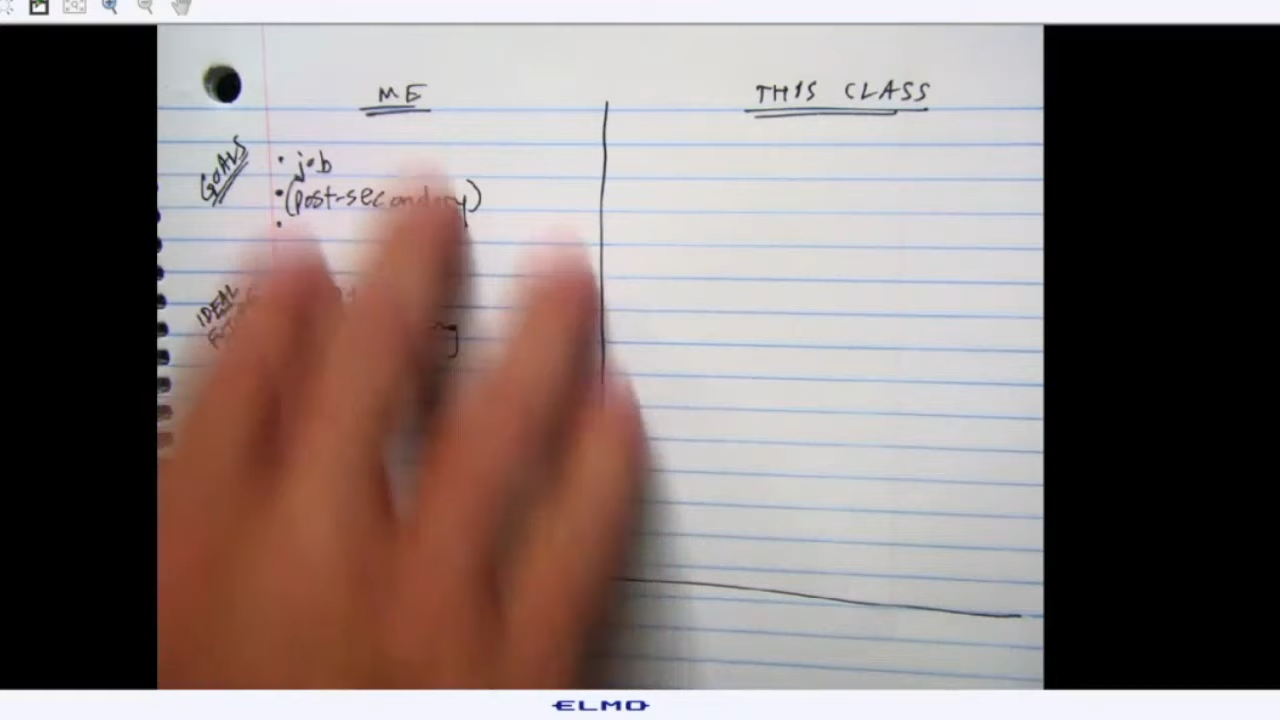 ME
THIS CLASS
GOALS
• job
• (post-secondary)
•
IDEAL
ELMO